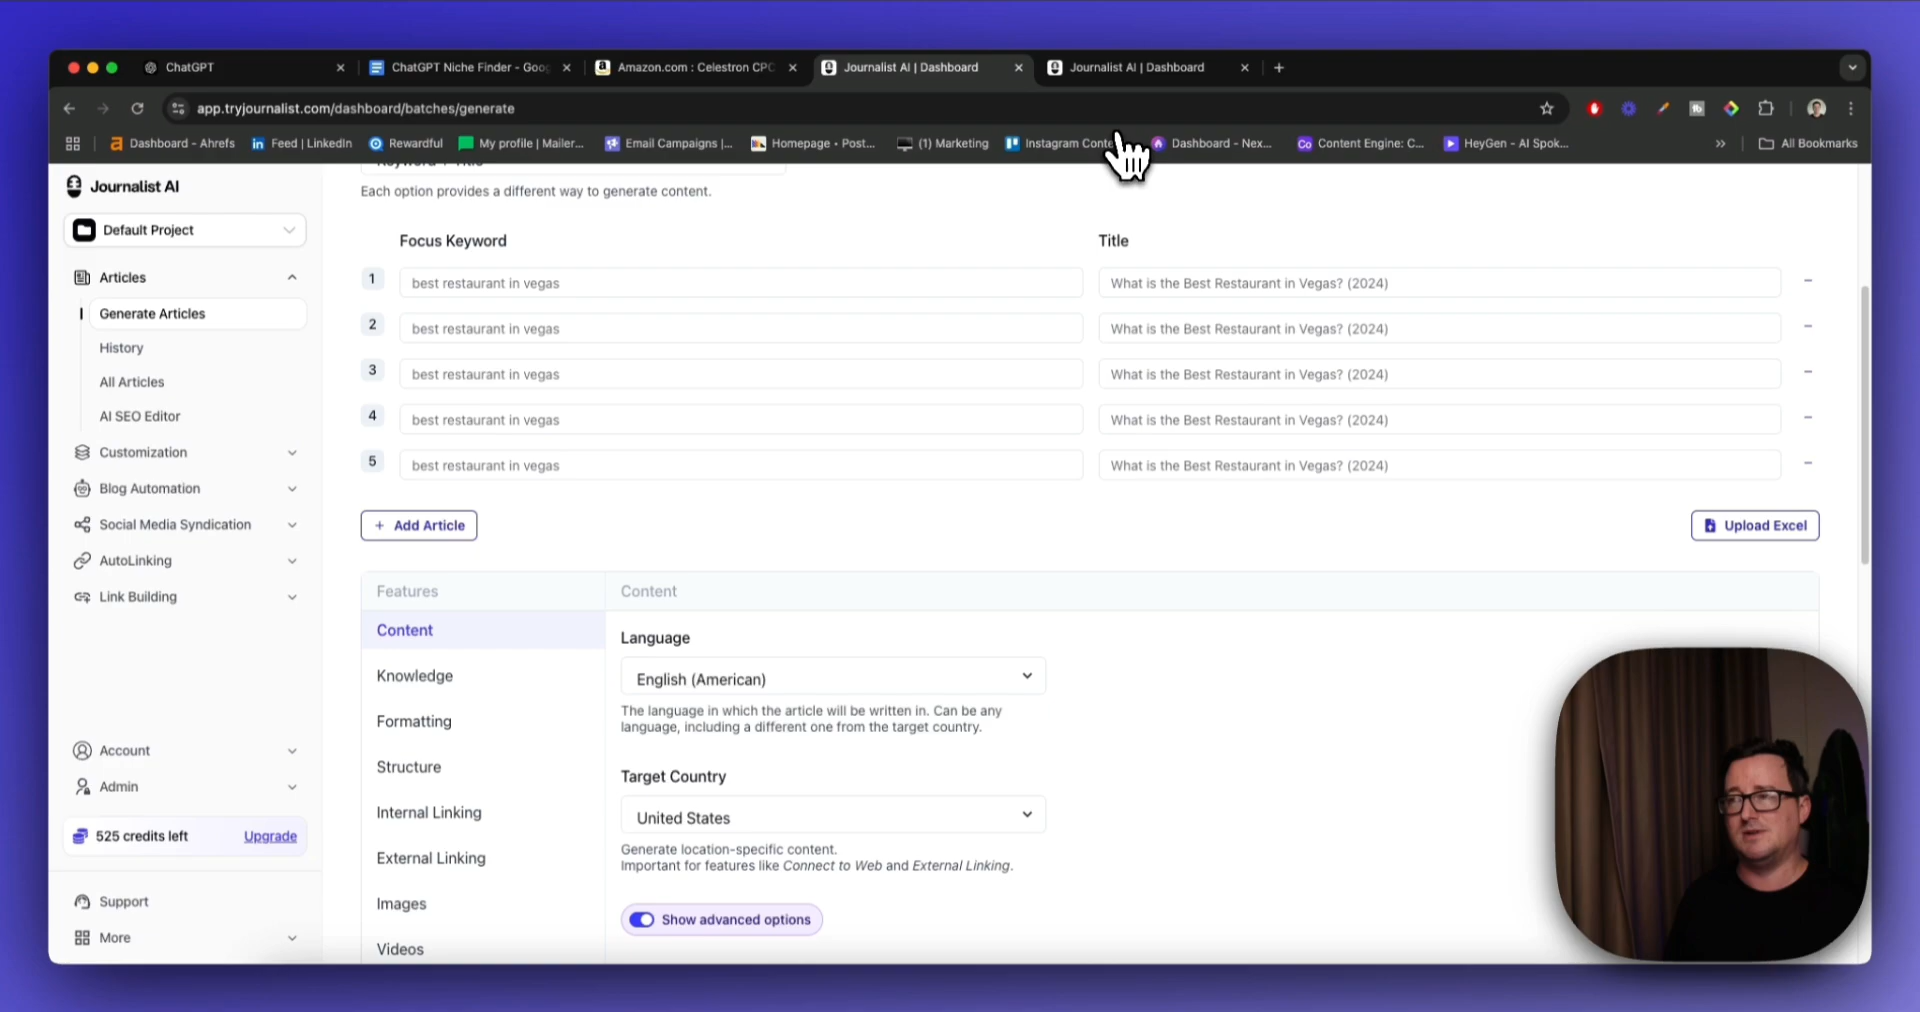 ChatGPT
ChatGPT Niche Finder - Goog
Amazon.com : Celestron CPC
Journalist AI | Dashboard
Journalist AI | Dashboard
app.tryjournalist.com/dashboard/batches/generate
Dashboard - Ahrefs
Feed | LinkedIn
Rewardful
My profile | Mailer...
Email Campaigns |...
Homepage • Post...
(1) Marketing
Instagram Conte
Dashboard - Nex...
Content Engine: C...
HeyGen - AI Spok...
All Bookmarks
Journalist AI
Default Project
Articles
Generate Articles
History
All Articles
AI SEO Editor
Customization
Blog Automation
Social Media Syndication
AutoLinking
Link Building
Account
Admin
525 credits left
Upgrade
Support
More
Keyword + Title
Each option provides a different way to generate content.
Focus Keyword
Title
1
best restaurant in vegas
What is the Best Restaurant in Vegas? (2024)
2
best restaurant in vegas
What is the Best Restaurant in Vegas? (2024)
3
best restaurant in vegas
What is the Best Restaurant in Vegas? (2024)
4
best restaurant in vegas
What is the Best Restaurant in Vegas? (2024)
5
best restaurant in vegas
What is the Best Restaurant in Vegas? (2024)
+ Add Article
Upload Excel
Features
Content
Knowledge
Formatting
Structure
Internal Linking
External Linking
Images
Videos
Content
Language
English (American)
The language in which the article will be written in. Can be any
language, including a different one from the target country.
Target Country
United States
Generate location-specific content.
Important for features like Connect to Web and External Linking.
Show advanced options